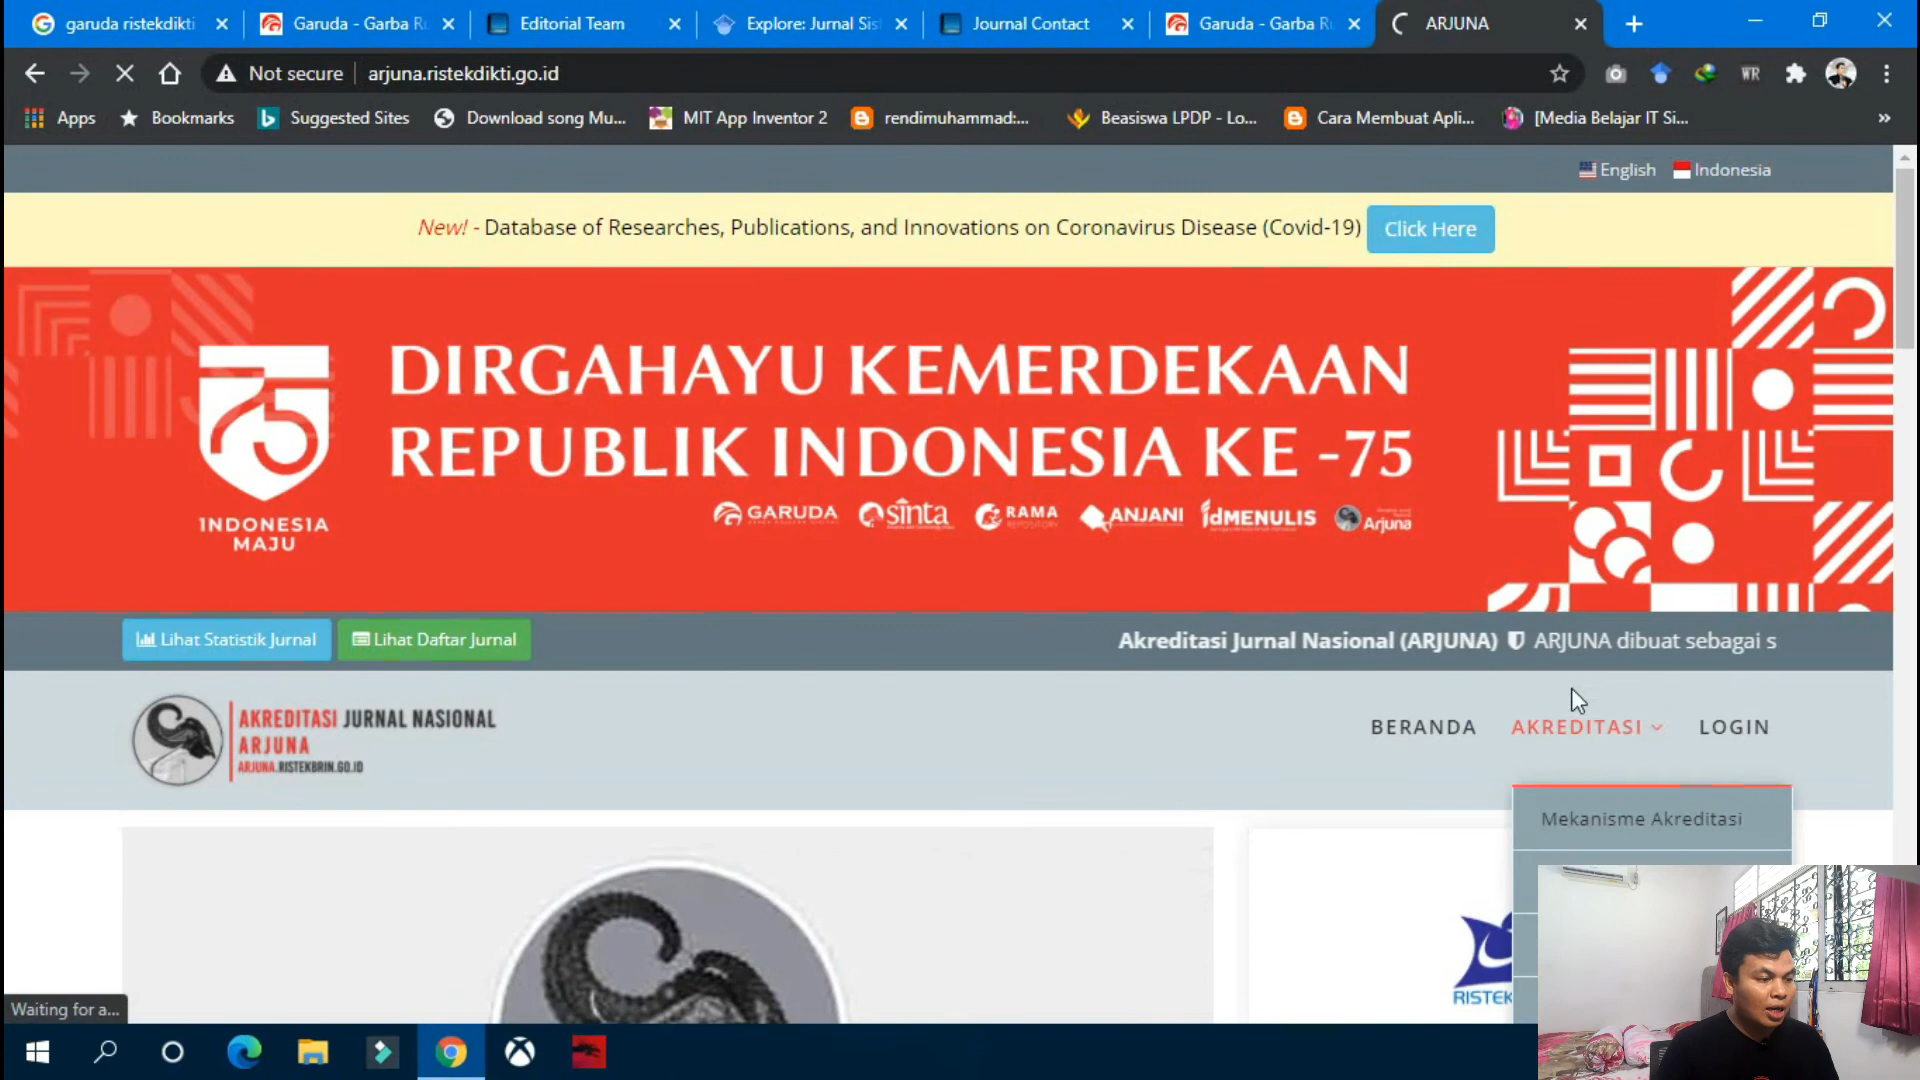 garuda ristekdikti
Garuda - Garba R
Editorial Team
Explore: Jurnal Sis
Journal Contact
Garuda - Garba R
ARJUNA
Not secure
arjuna.ristekdikti.go.id
WR
Apps
Bookmarks
Suggested Sites
Download song Mu...
MIT App Inventor 2
rendimuhammad:...
Beasiswa LPDP - Lo...
Cara Membuat Apli...
[Media Belajar IT Si...
»
English
Indonesia
New! - Database of Researches, Publications, and Innovations on Coronavirus Disease (Covid-19)
Click Here
75
INDONESIA
MAJU
DIRGAHAYU KEMERDEKAAN
REPUBLIK INDONESIA KE -75
GARUDA
sinta
RAMA
REPOSITORY
ANJANI
idMENULIS
Arjuna
Lihat Statistik Jurnal
Lihat Daftar Jurnal
Akreditasi Jurnal Nasional (ARJUNA)
ARJUNA dibuat sebagai s
AKREDITASI JURNAL NASIONAL
ARJUNA
ARJUNA.RISTEKBRIN.GO.ID
BERANDA
AKREDITASI
LOGIN
Mekanisme Akreditasi
RISTEK
Waiting for a...